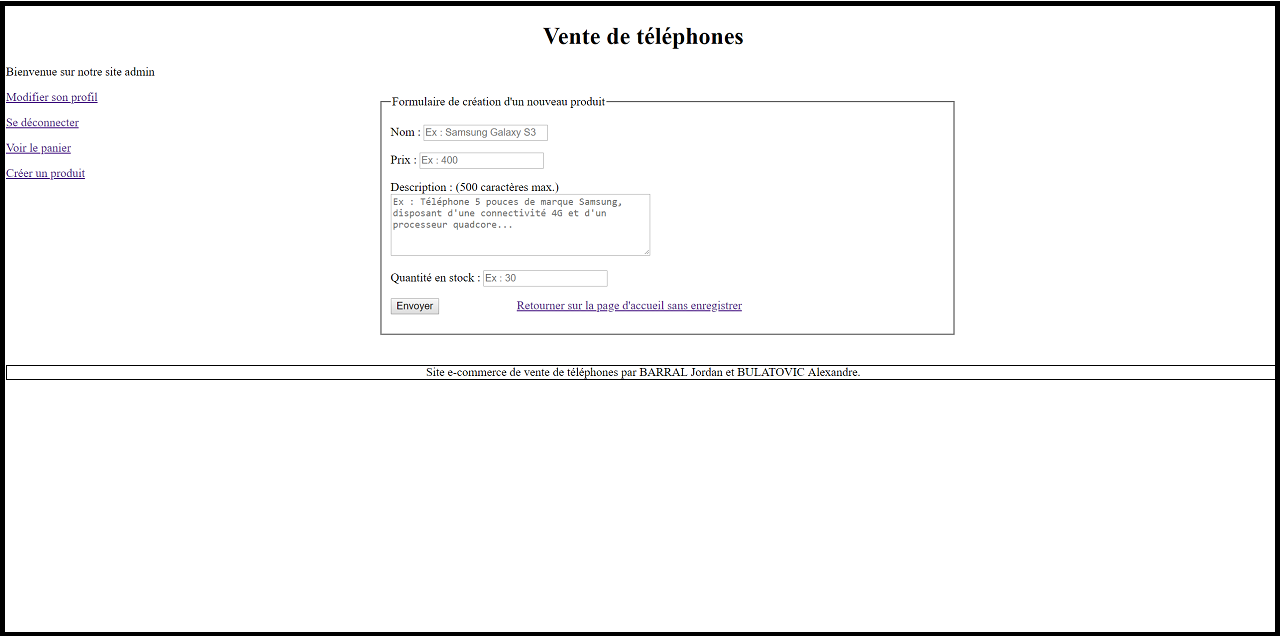 Vente de téléphones
Bienvenue sur notre site admin
Modifier son profil
Se déconnecter
Voir le panier
Créer un produit
Formulaire de création d'un nouveau produit
Nom : Ex : Samsung Galaxy S3
Prix : Ex : 400
Description : (500 caractères max.)
Ex : Téléphone 5 pouces de marque Samsung,
disposant d'une connectivité 4G et d'un
processeur quadcore...
Quantité en stock : Ex : 30
Envoyer Retourner sur la page d'accueil sans enregistrer
Site e-commerce de vente de téléphones par BARRAL Jordan et BULATOVIC Alexandre.